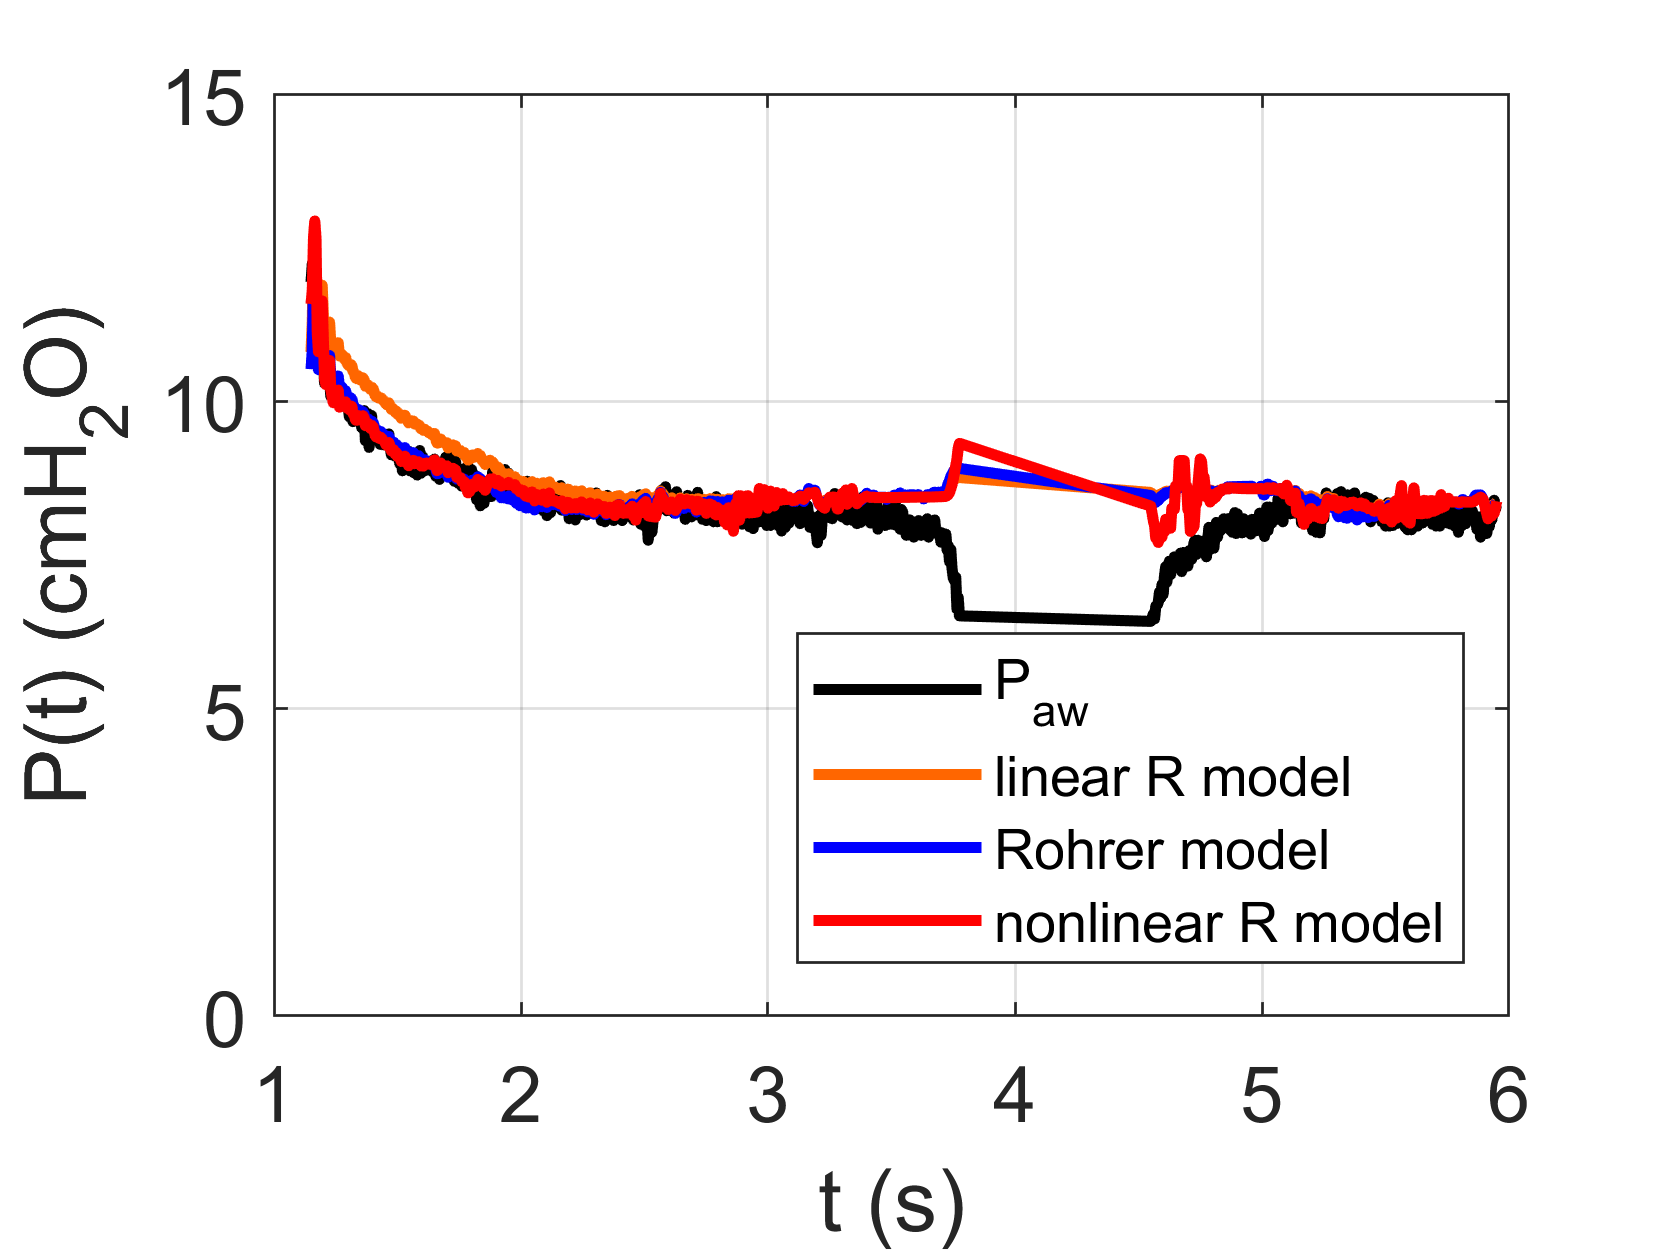 15
10
5
0
1 2 3 4 5 6
P(t) (cmH2O)
t (s)
Paw
linear R model
Rohrer model
nonlinear R model